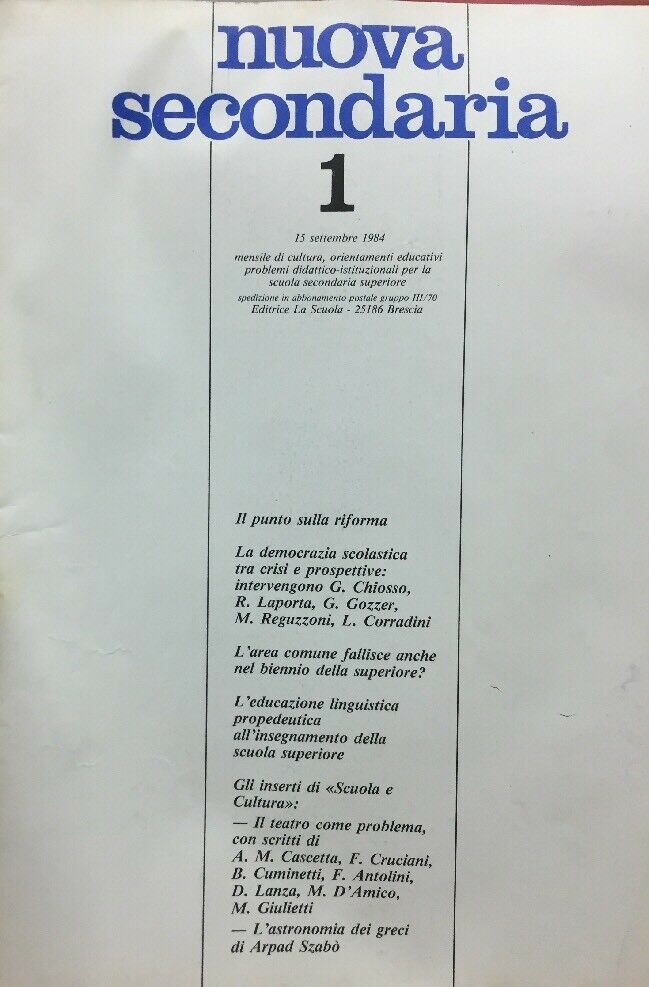 nuova
secondaria
1
15 settembre 1984
mensile di cultura, orientamenti educativi
problemi didattico-istituzionali per la
scuola secondaria superiore
spedizione in abbonamento postale gruppo III/70
Editrice La Scuola - 25186 Brescia
Il punto sulla riforma
La democrazia scolastica
tra crisi e prospettive:
intervengono G. Chiosso,
R. Laporta, G. Gozzer,
M. Reguzzoni, L. Corradini
L'area comune fallisce anche
nel biennio della superiore?
L'educazione linguistica
propedeutica
all'insegnamento della
scuola superiore
Gli inserti di «Scuola e
Cultura»:
— Il teatro come problema,
con scritti di
A. M. Cascetta, F. Cruciani,
B. Cuminetti, F. Antolini,
D. Lanza, M. D'Amico,
M. Giulietti
— L'astronomia dei greci
di Arpad Szabò